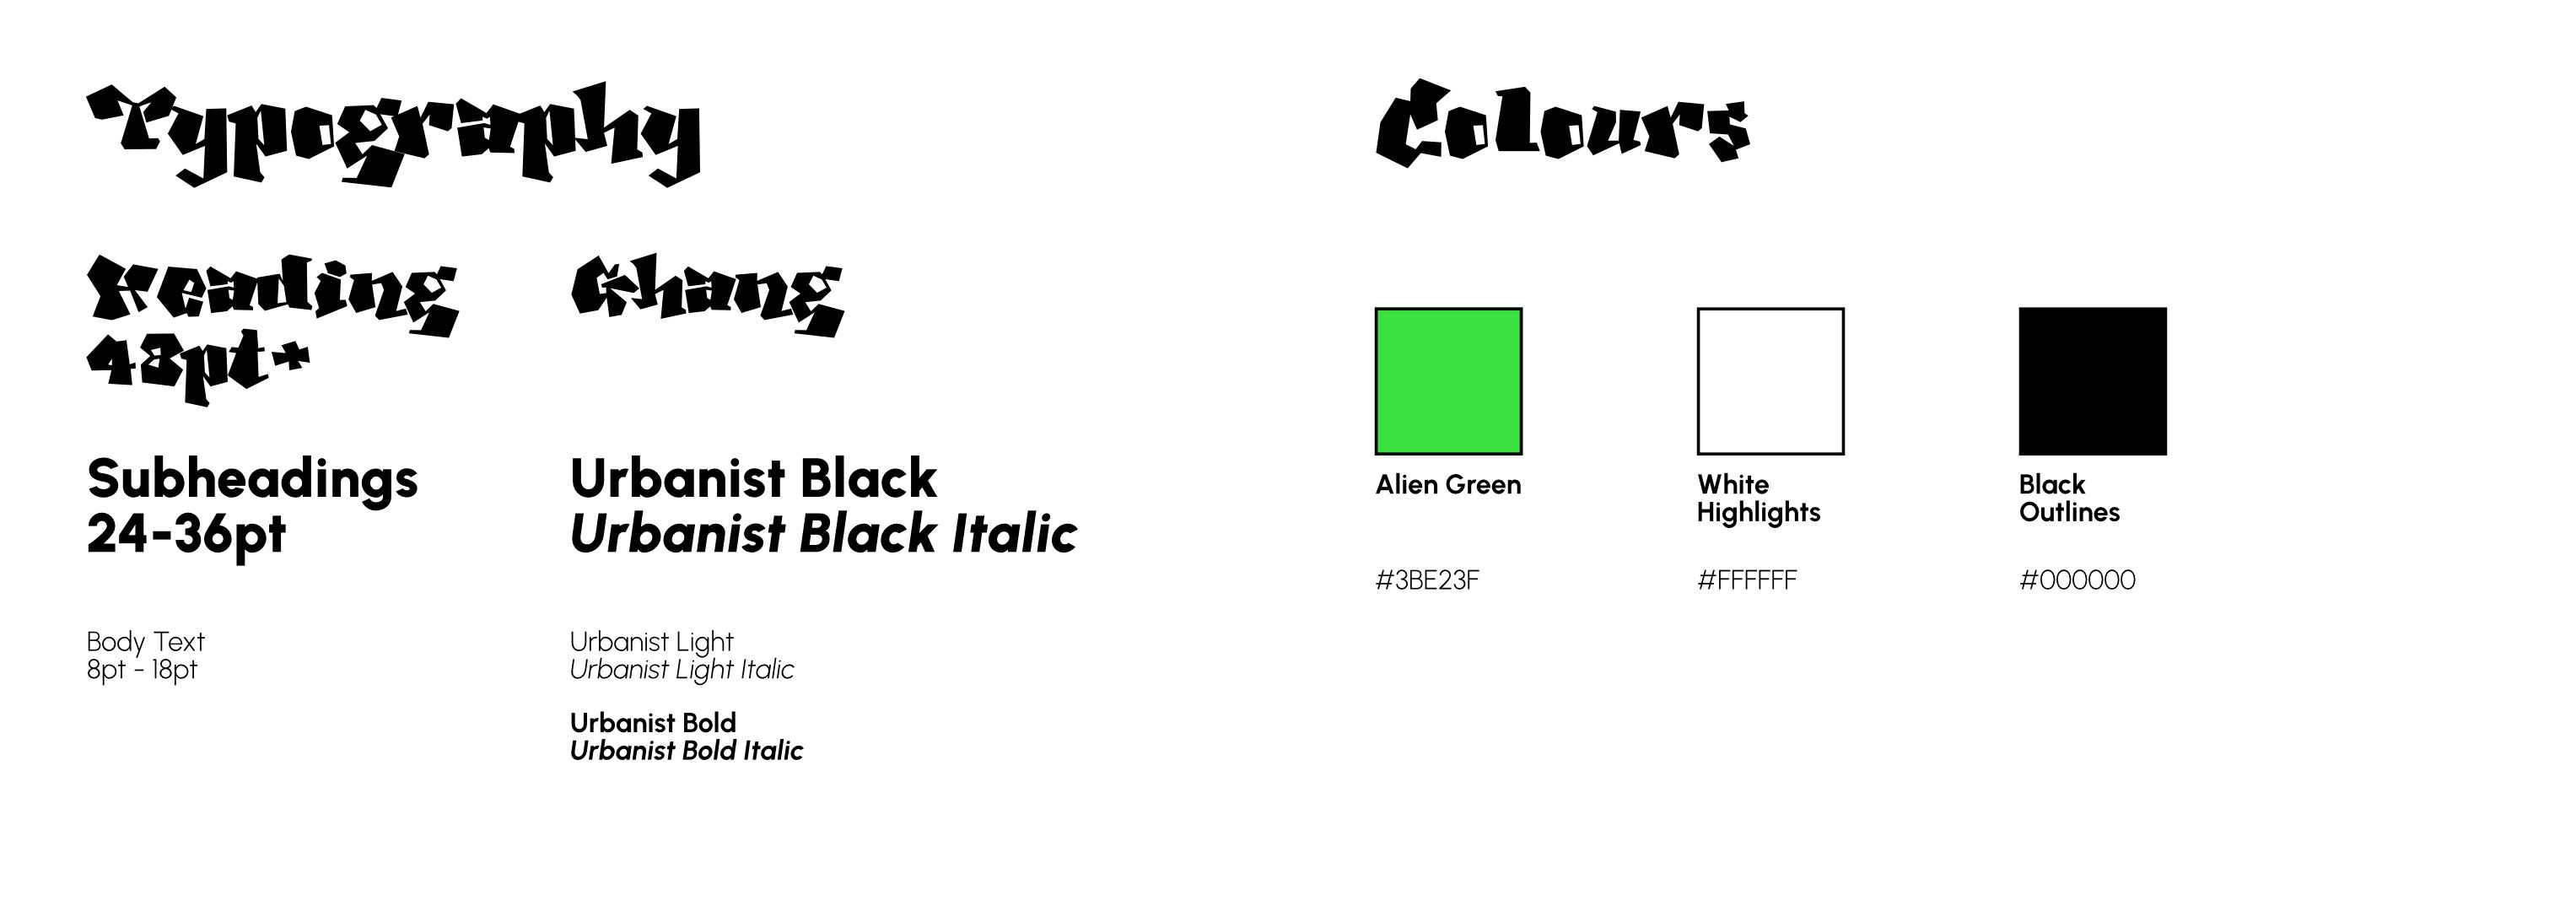 Typography
Heading
48pt+
Ghang
Subheadings
24-36pt
Urbanist Black
Urbanist Black Italic
Body Text
8pt - 18pt
Urbanist Light
Urbanist Light Italic
Urbanist Bold
Urbanist Bold Italic
Colours
Alien Green
#3BE23F
White
Highlights
#FFFFFF
Black
Outlines
#000000